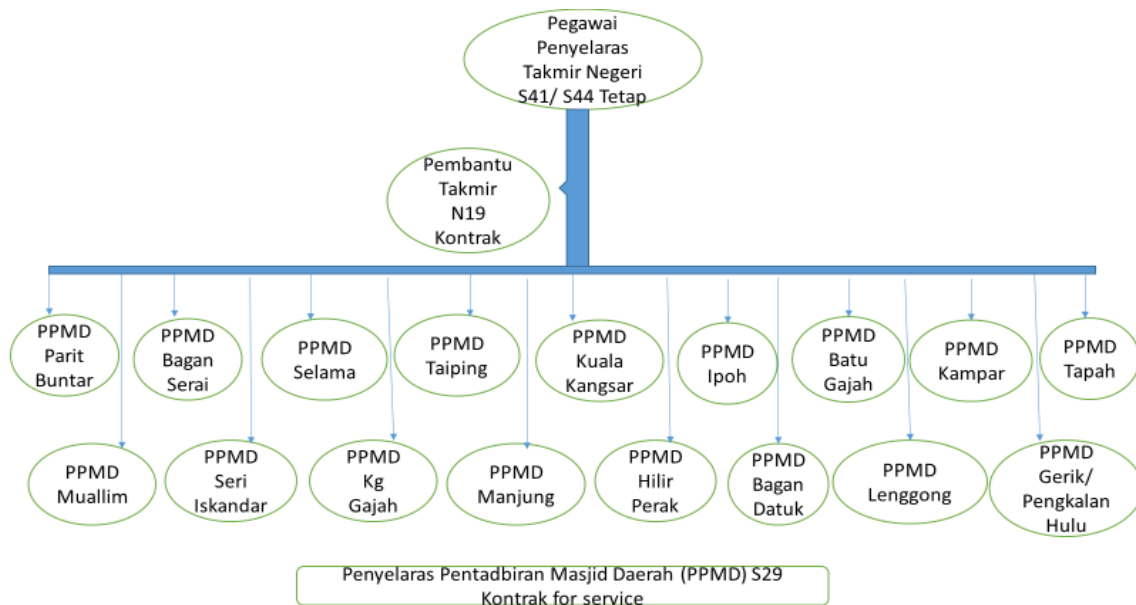 Pegawai
Penyelaras
Takmir Negeri
S41/ S44 Tetap
Pembantu
Takmir
N19
Kontrak
PPMD
Parit
Buntar
PPMD
Bagan
Serai
PPMD
Selama
PPMD
Taiping
PPMD
Kuala
Kangsar
PPMD
Ipoh
PPMD
Batu
Gajah
PPMD
Kampar
PPMD
Tapah
PPMD
Muallim
PPMD
Seri
Iskandar
PPMD
Kg
Gajah
PPMD
Manjung
PPMD
Hilir
Perak
PPMD
Bagan
Datuk
PPMD
Lenggong
PPMD
Gerik/
Pengkalan
Hulu
Penyelaras Pentadbiran Masjid Daerah (PPMD) S29
Kontrak for service